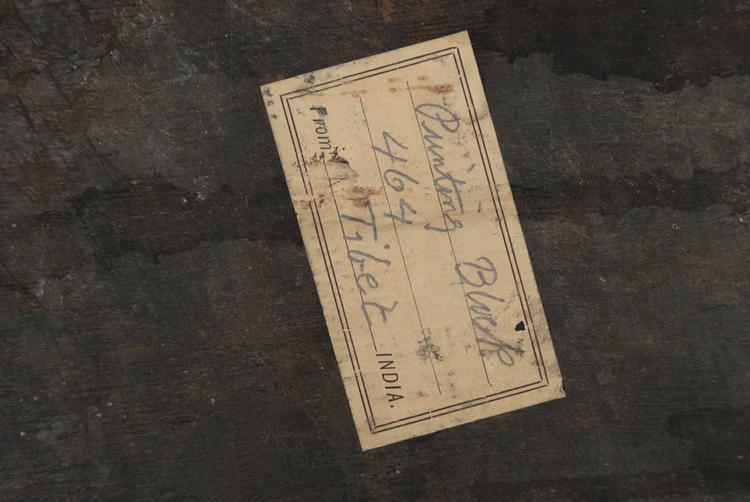 Printing Block
464
From Tibet INDIA.